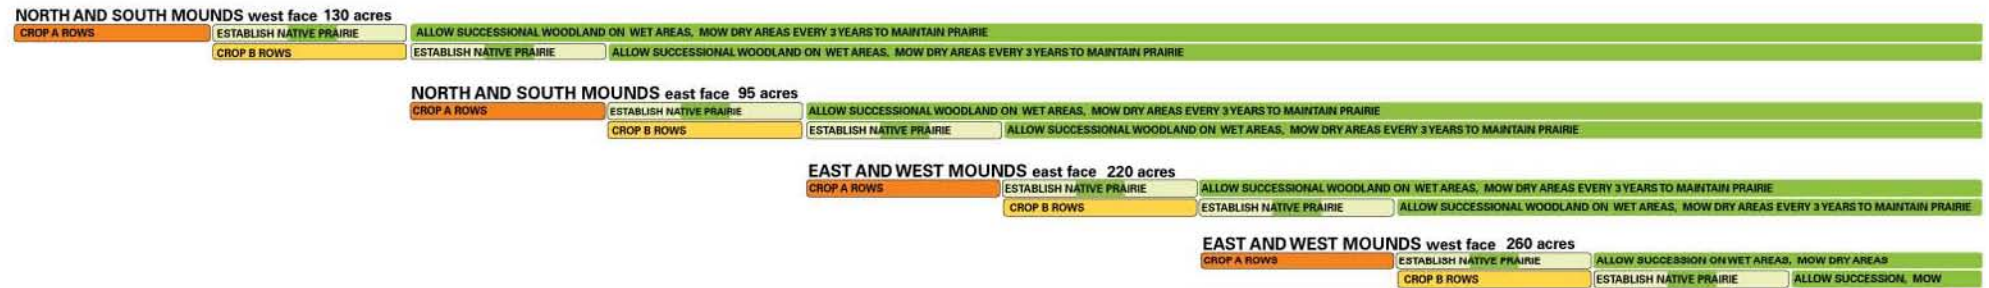 NORTH AND SOUTH MOUNDS west face 130 acres
CROP A ROWS ESTABLISH NATIVE PRAIRIE ALLOW SUCCESSIONAL WOODLAND ON WET AREAS, MOW DRY AREAS EVERY 3 YEARS TO MAINTAIN PRAIRIE
CROP B ROWS ESTABLISH NATIVE PRAIRIE ALLOW SUCCESSIONAL WOODLAND ON WET AREAS, MOW DRY AREAS EVERY 3 YEARS TO MAINTAIN PRAIRIE
NORTH AND SOUTH MOUNDS east face 95 acres
CROP A ROWS ESTABLISH NATIVE PRAIRIE ALLOW SUCCESSIONAL WOODLAND ON WET AREAS, MOW DRY AREAS EVERY 3 YEARS TO MAINTAIN PRAIRIE
CROP B ROWS ESTABLISH NATIVE PRAIRIE ALLOW SUCCESSIONAL WOODLAND ON WET AREAS, MOW DRY AREAS EVERY 3 YEARS TO MAINTAIN PRAIRIE
EAST AND WEST MOUNDS east face 220 acres
CROP A ROWS ESTABLISH NATIVE PRAIRIE ALLOW SUCCESSIONAL WOODLAND ON WET AREAS, MOW DRY AREAS EVERY 3 YEARS TO MAINTAIN PRAIRIE
CROP B ROWS ESTABLISH NATIVE PRAIRIE ALLOW SUCCESSIONAL WOODLAND ON WET AREAS, MOW DRY AREAS EVERY 3 YEARS TO MAINTAIN PRAIRIE
EAST AND WEST MOUNDS west face 260 acres
CROP A ROWS ESTABLISH NATIVE PRAIRIE ALLOW SUCCESSION ON WET AREAS, MOW DRY AREAS
CROP B ROWS ESTABLISH NATIVE PRAIRIE ALLOW SUCCESSION, MOW